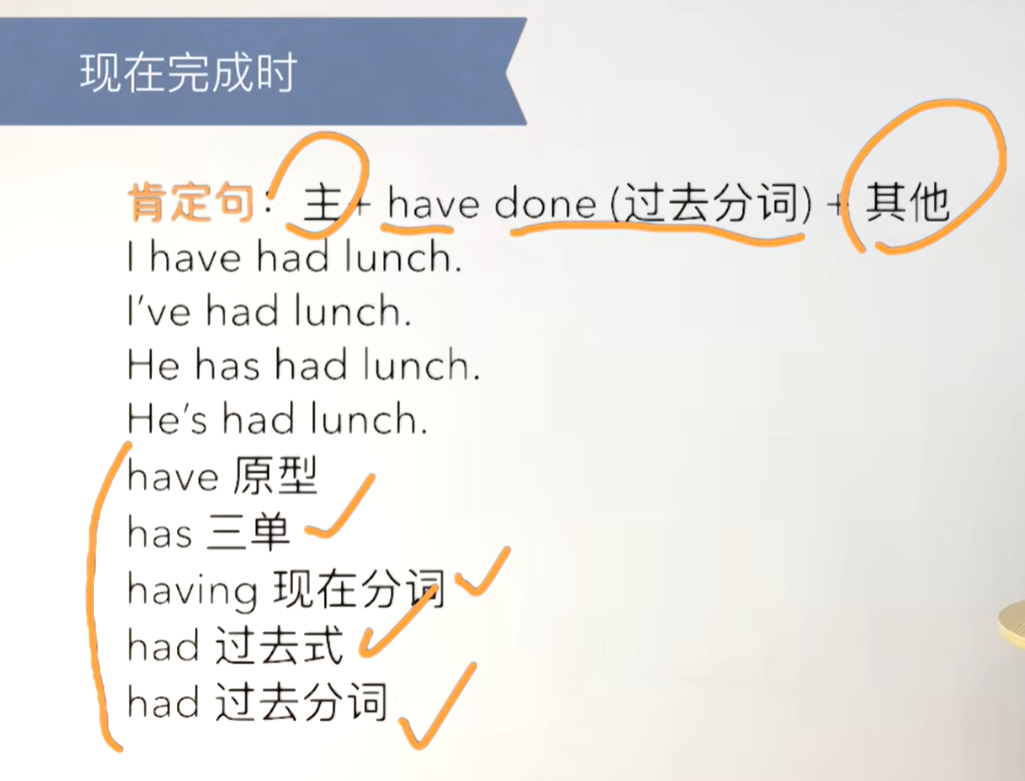 现在完成时
肯定句：主+ have done (过去分词) + 其他
I have had lunch.
I've had lunch.
He has had lunch.
He's had lunch.
have 原型
has 三单
having 现在分词
had 过去式
had 过去分词